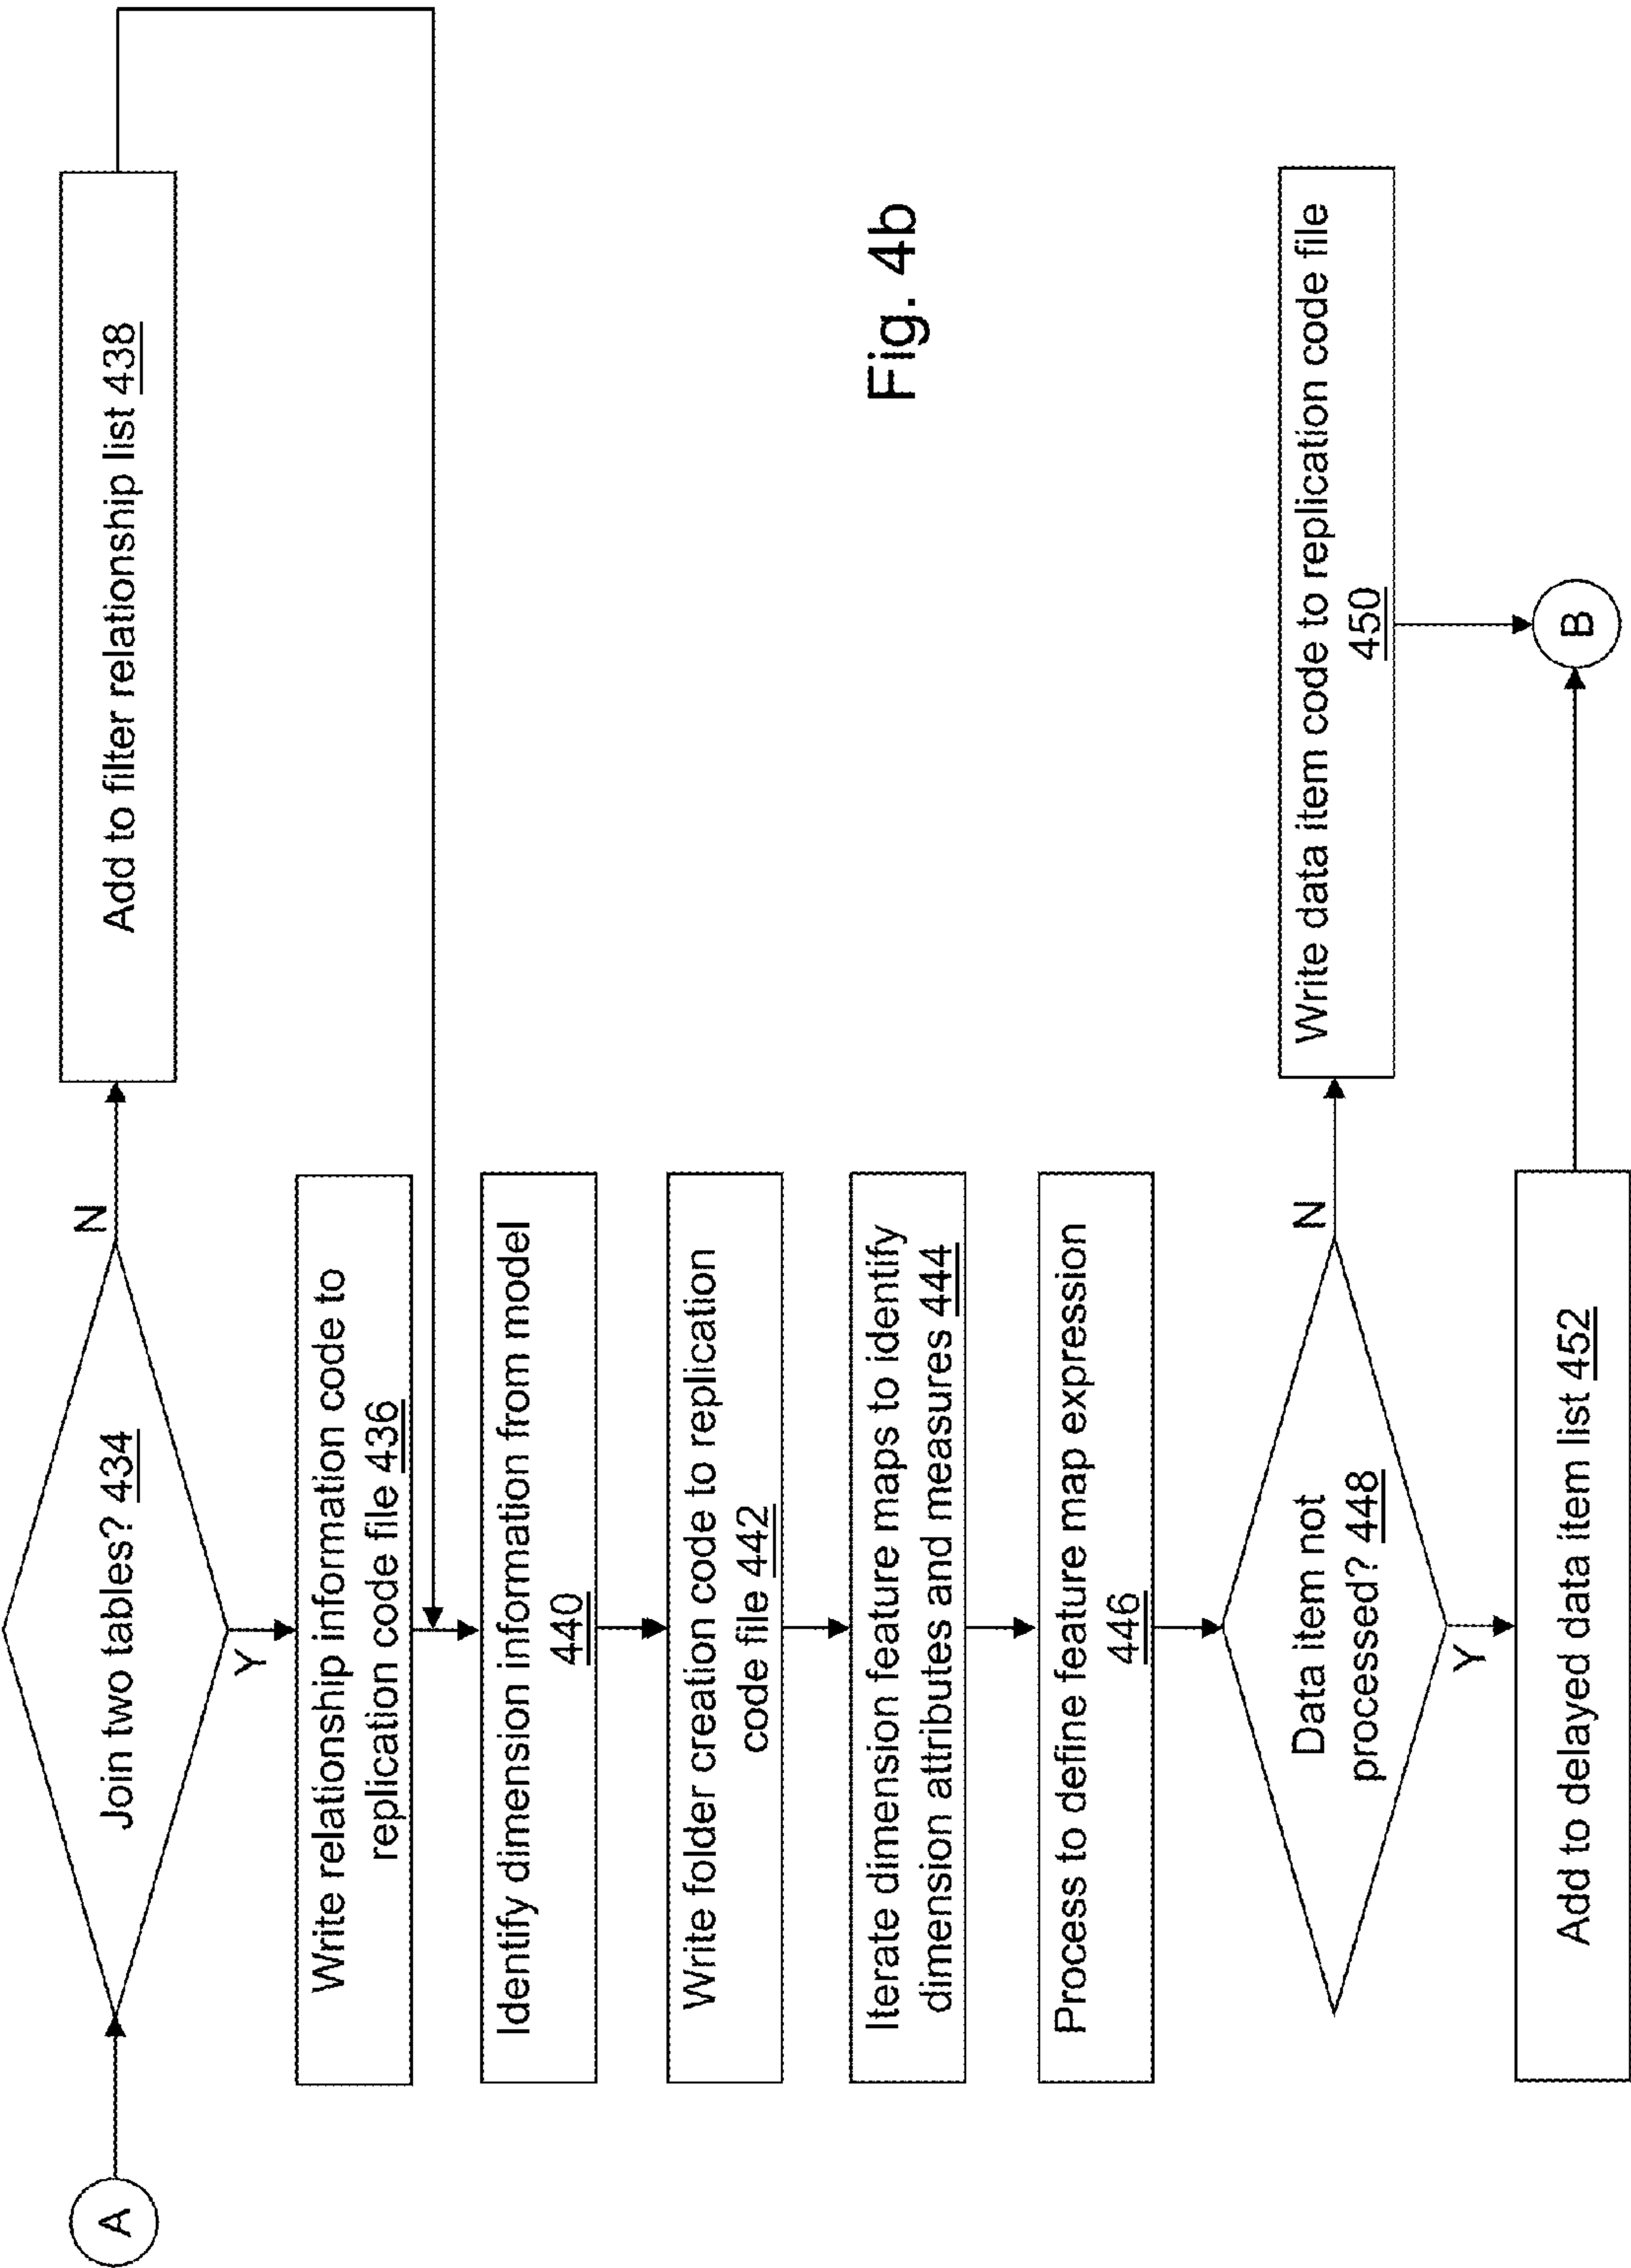 A
Join two tables? 434
N
Add to filter relationship list 438
Y
Write relationship information code to
replication code file 436
Identify dimension information from model
440
Write folder creation code to replication
code file 442
Iterate dimension feature maps to identify
dimension attributes and measures 444
Process to define feature map expression
446
Data item not
processed? 448
N
Write data item code to replication code file
450
Y
Add to delayed data item list 452
B
Fig. 4b